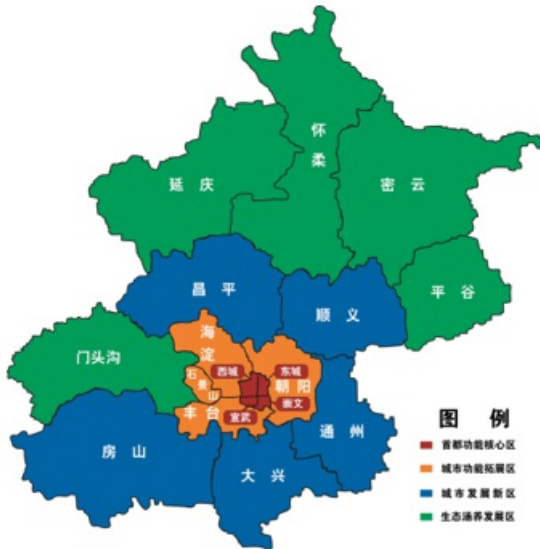 怀柔
延庆
密云
昌平
顺义
平谷
海淀
门头沟
西城
东城
石景山
朝阳
丰台
宣武
崇文
通州
房山
大兴
图例
首都功能核心区
城市功能拓展区
城市发展新区
生态涵养发展区